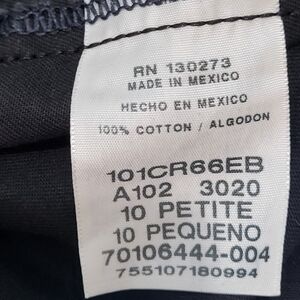 RN 130273
MADE IN MEXICO
HECHO EN MEXICO
100% COTTON / ALGODON
101CR66EB
A102 3020
10 PETITE
10 PEQUENO
70106444-004
755107180994